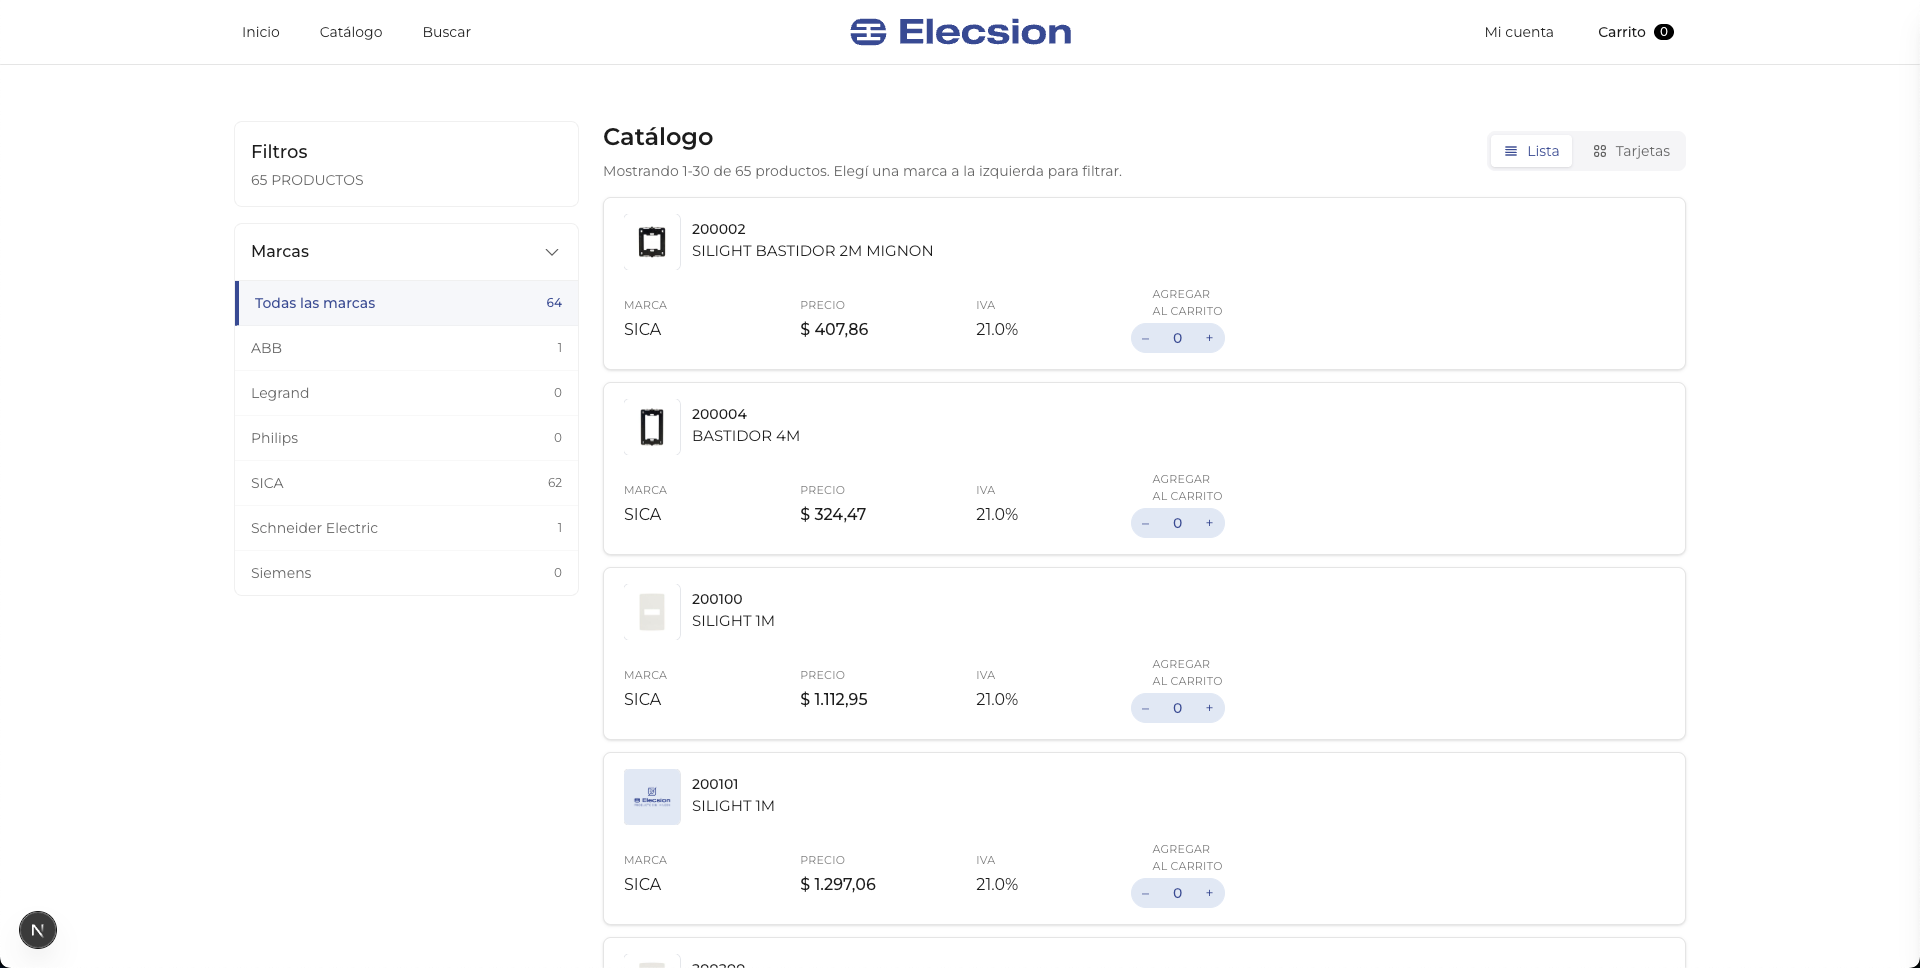 Inicio
Catálogo
Buscar
Elecsion
Mi cuenta
Carrito 0
Filtros
65 PRODUCTOS
Marcas
Todas las marcas 64
ABB 1
Legrand 0
Philips 0
SICA 62
Schneider Electric 1
Siemens 0
Catálogo
Mostrando 1-30 de 65 productos. Elegí una marca a la izquierda para filtrar.
Lista
Tarjetas
200002
SILIGHT BASTIDOR 2M MIGNON
MARCA
SICA
PRECIO
$ 407,86
IVA
21.0%
AGREGAR
AL CARRITO
– 0 +
200004
BASTIDOR 4M
MARCA
SICA
PRECIO
$ 324,47
IVA
21.0%
AGREGAR
AL CARRITO
– 0 +
200100
SILIGHT 1M
MARCA
SICA
PRECIO
$ 1.112,95
IVA
21.0%
AGREGAR
AL CARRITO
– 0 +
Elecsion
200101
SILIGHT 1M
MARCA
SICA
PRECIO
$ 1.297,06
IVA
21.0%
AGREGAR
AL CARRITO
– 0 +
N